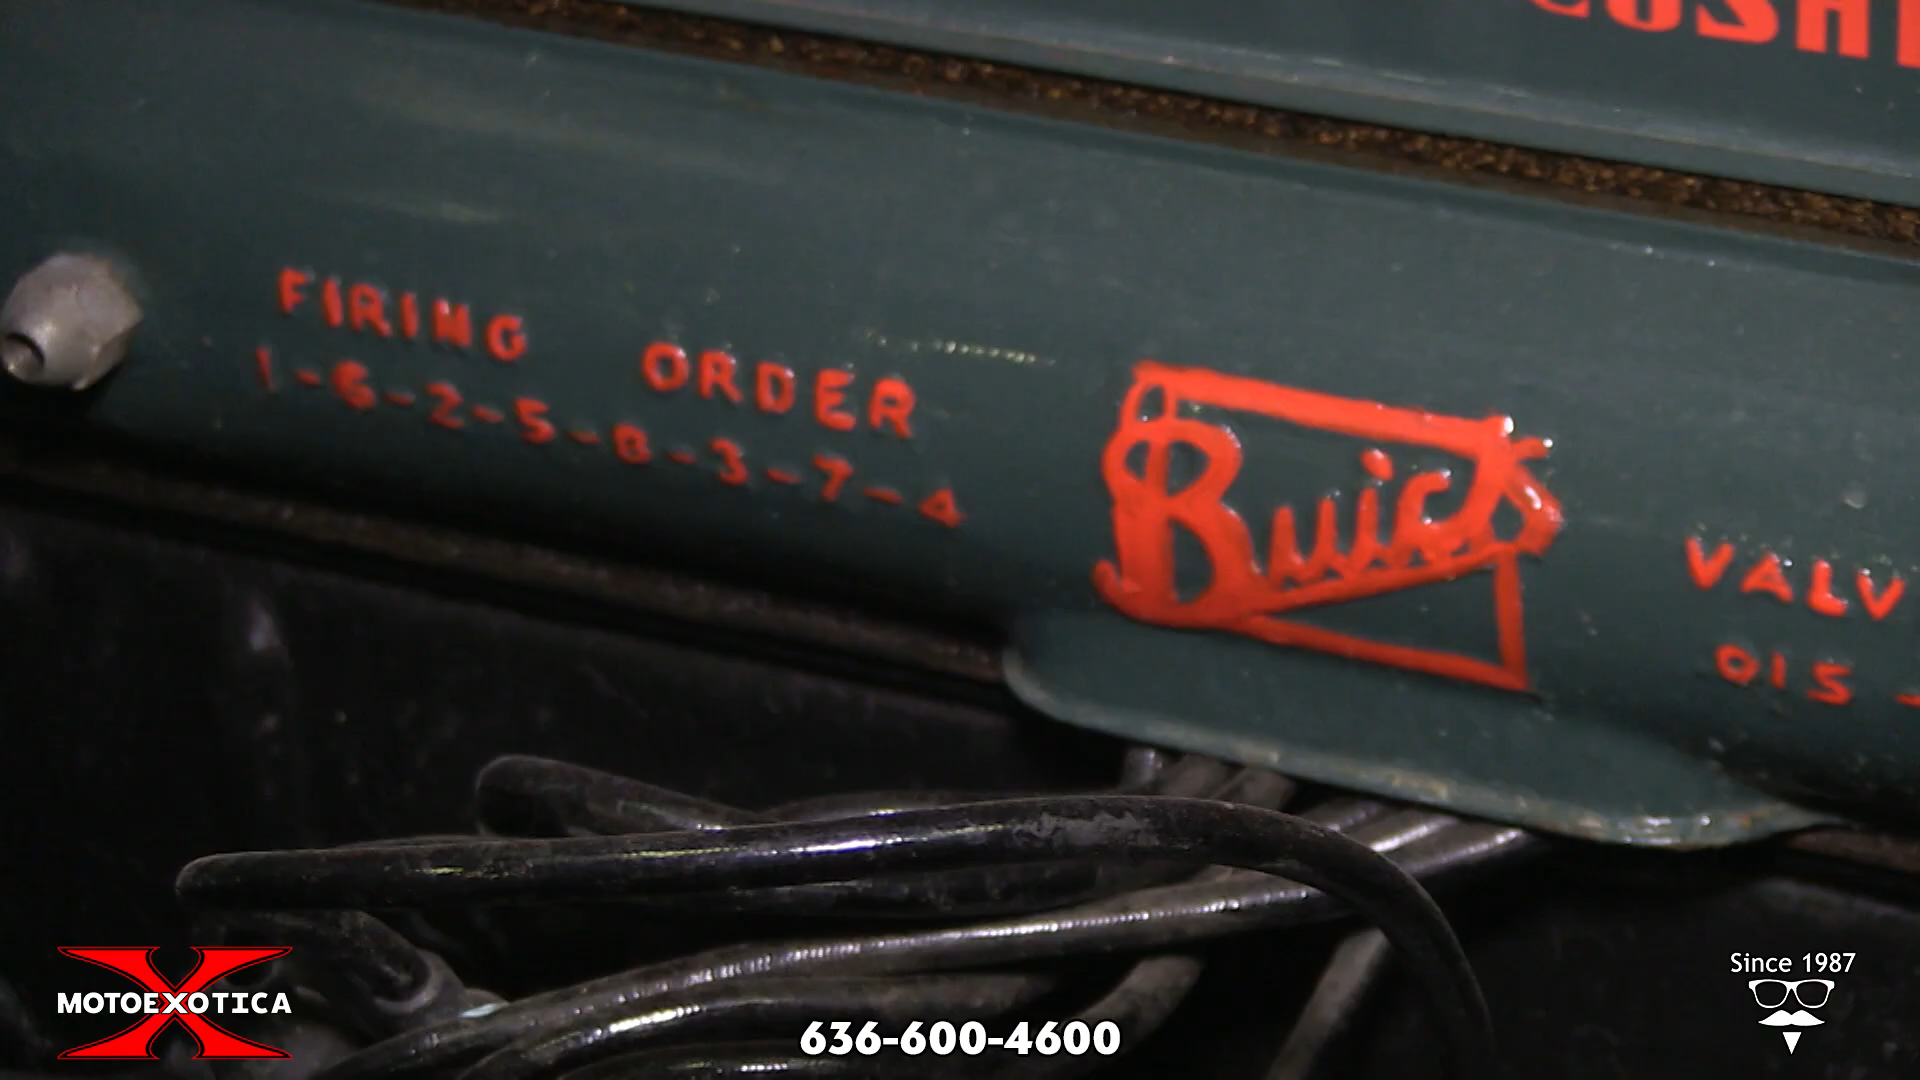 FIRING ORDER
1-6-2-5-8-3-7-4
Buick
VALV
015 -
MOTOEXOTICA
636-600-4600
Since 1987